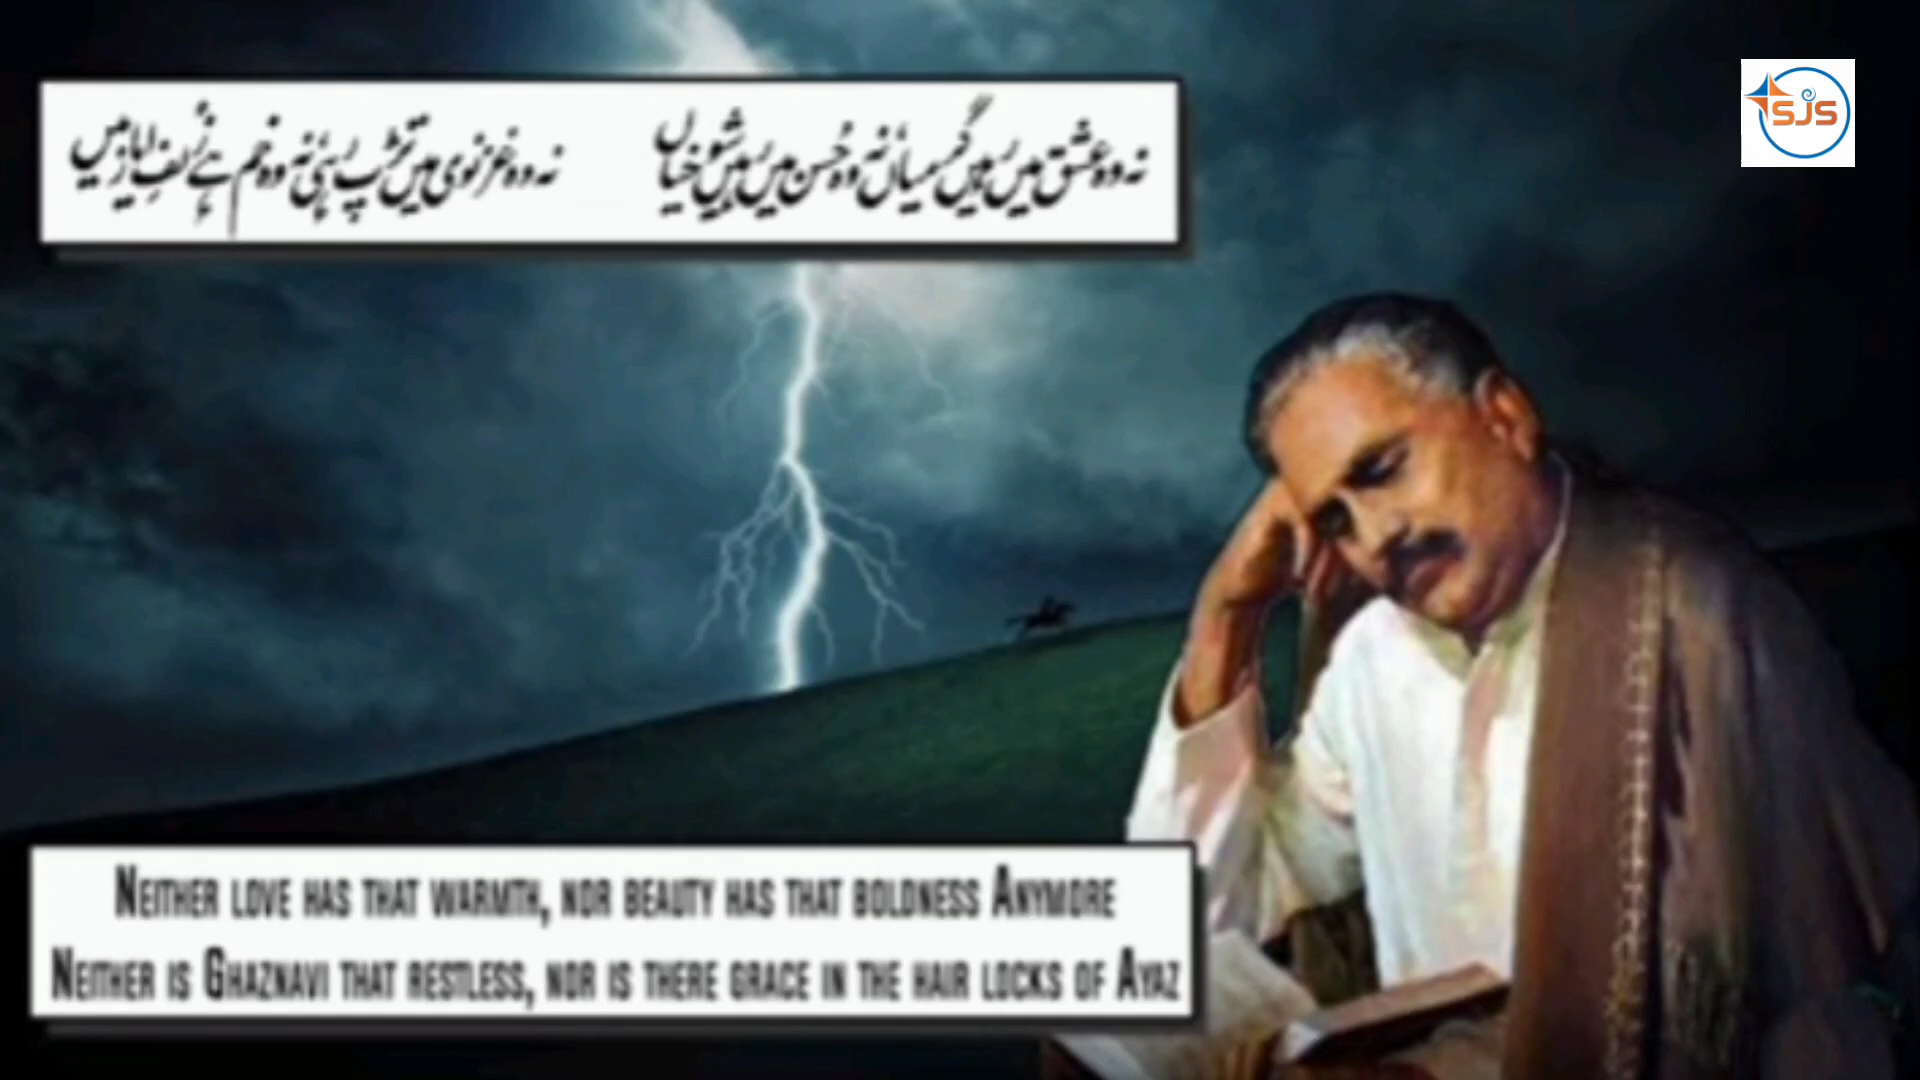 نہ وہ عشق میں رہیں گرمیاں نہ وہ حُسن میں رہیں شوخیاں
نہ وہ غزنوی میں تڑپ رہی نہ وہ خم ہے زُلفِ ایاز میں
SJS
NEITHER LOVE HAS THAT WARMTH, NOR BEAUTY HAS THAT BOLDNESS ANYMORE
NEITHER IS GHAZNAVI THAT RESTLESS, NOR IS THERE GRACE IN THE HAIR LOCKS OF AYAZ